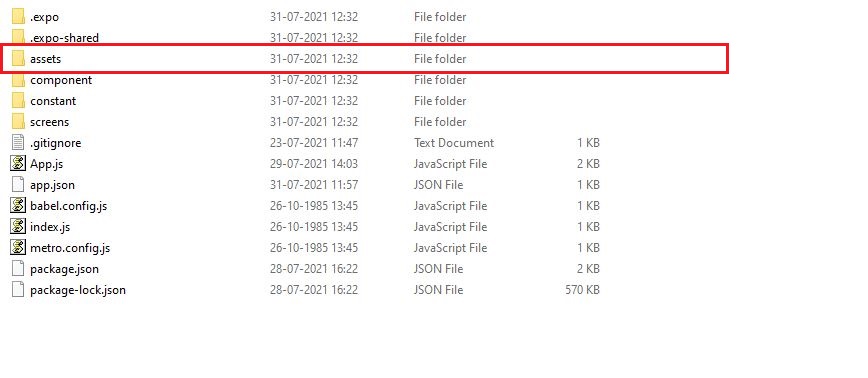 .expo 31-07-2021 12:32 File folder
.expo-shared 31-07-2021 12:32 File folder
assets 31-07-2021 12:32 File folder
component 31-07-2021 12:32 File folder
constant 31-07-2021 12:32 File folder
screens 31-07-2021 12:32 File folder
.gitignore 23-07-2021 11:47 Text Document 1 KB
App.js 29-07-2021 14:03 JavaScript File 2 KB
app.json 31-07-2021 11:57 JSON File 1 KB
babel.config.js 26-10-1985 13:45 JavaScript File 1 KB
index.js 26-10-1985 13:45 JavaScript File 1 KB
metro.config.js 26-10-1985 13:45 JavaScript File 1 KB
package.json 28-07-2021 16:22 JSON File 2 KB
package-lock.json 28-07-2021 16:22 JSON File 570 KB